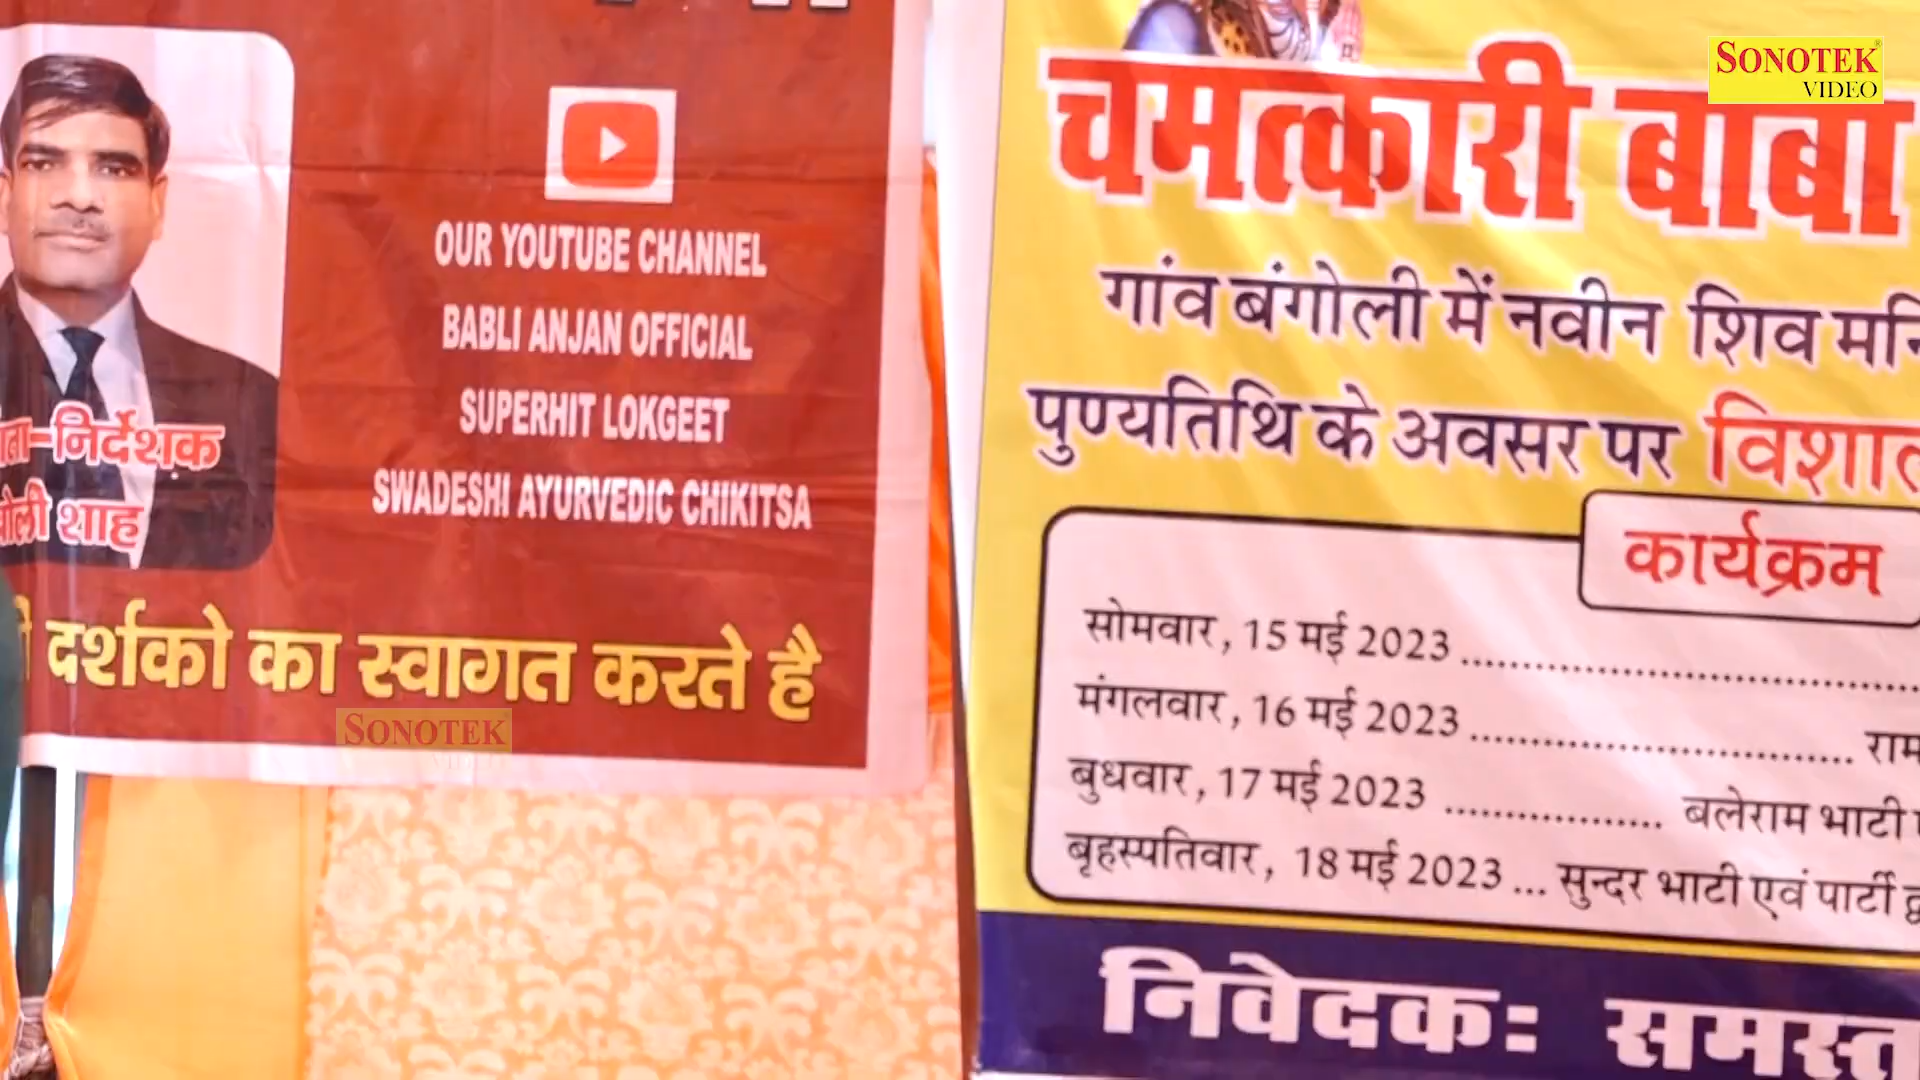 OUR YOUTUBE CHANNEL
BABLI ANJAN OFFICIAL
SUPERHIT LOKGEET
SWADESHI AYURVEDIC CHIKITSA
निर्देशक
शाह
दर्शको का स्वागत करते है
SONOTEK
VIDEO
SONOTEK
VIDEO
चमत्कारी बाबा
गांव बंगोली में नवीन शिव
पुण्यतिथि के अवसर पर
कार्यक्रम
सोमवार, 15 मई 2023
मंगलवार, 16 मई 2023 ........ राम
बुधवार, 17 मई 2023 ........ बलेराम भाटी
बृहस्पतिवार, 18 मई 2023 ... सुन्दर भाटी एवं पार्टी
निवेदक: समस्त